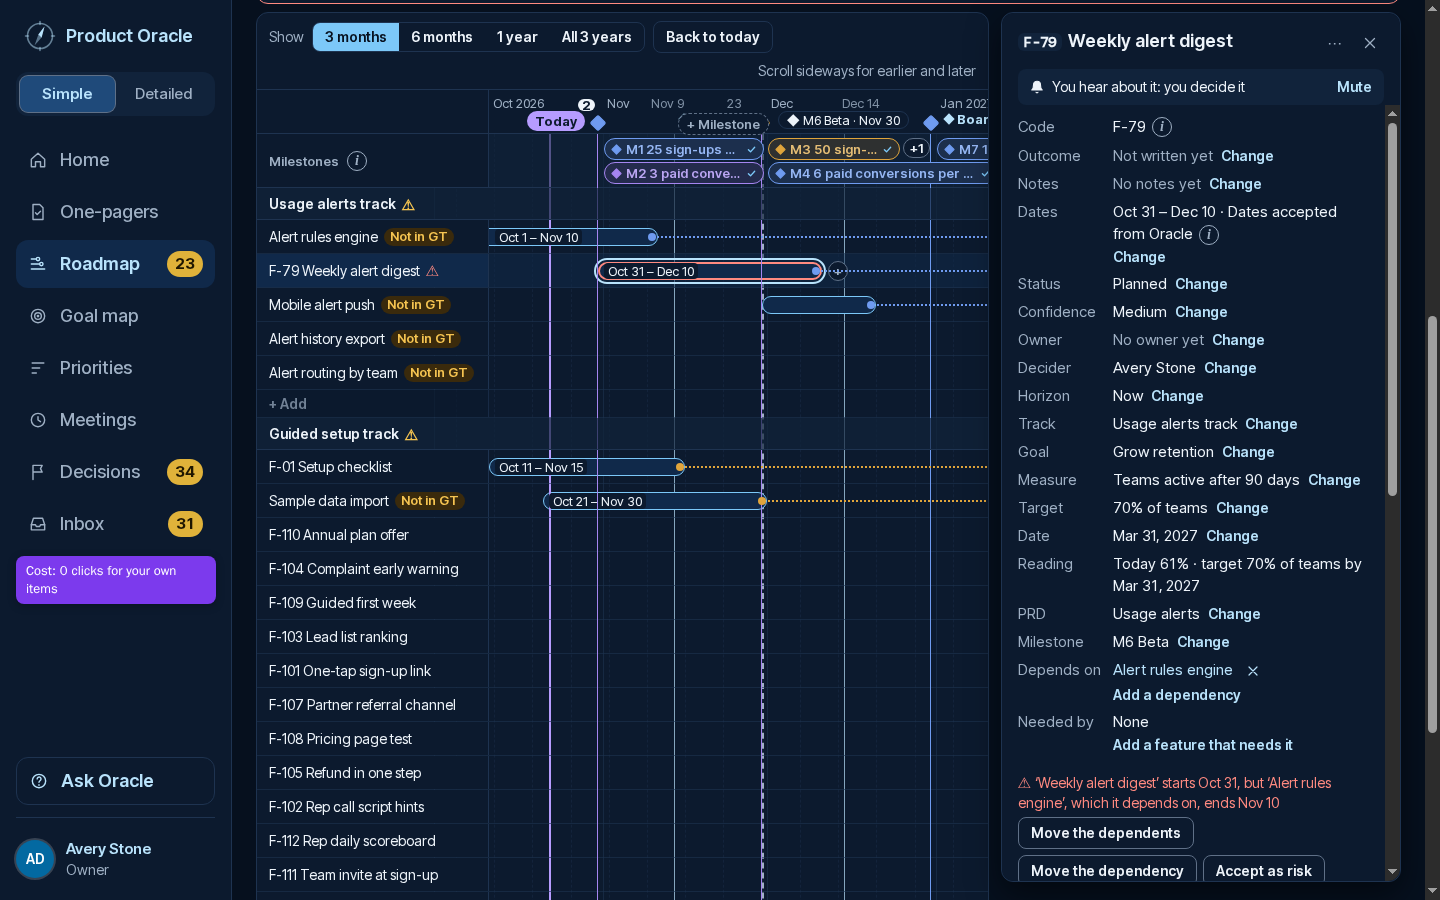 Product Oracle
Simple
Detailed
Home
One-pagers
Roadmap
23
Goal map
Priorities
Meetings
Decisions
34
Inbox
31
Cost: 0 clicks for your own
items
Ask Oracle
AD
Avery Stone
Owner
Show
3 months
6 months
1 year
All 3 years
Back to today
Scroll sideways for earlier and later
Oct 2026
2
Nov
Nov 9
23
Dec
Dec 14
Jan 2027
Today
+ Milestone
M6 Beta · Nov 30
Boar
Milestones i
M1 25 sign-ups ...
M3 50 sign-...
+1
M7 1
M2 3 paid conve...
M4 6 paid conversions per ...
Usage alerts track
Alert rules engine
Not in GT
Oct 1 – Nov 10
F-79 Weekly alert digest
Oct 31 – Dec 10
Mobile alert push
Not in GT
Alert history export
Not in GT
Alert routing by team
Not in GT
+ Add
Guided setup track
F-01 Setup checklist
Oct 11 – Nov 15
Sample data import
Not in GT
Oct 21 – Nov 30
F-110 Annual plan offer
F-104 Complaint early warning
F-109 Guided first week
F-103 Lead list ranking
F-101 One-tap sign-up link
F-107 Partner referral channel
F-108 Pricing page test
F-105 Refund in one step
F-102 Rep call script hints
F-112 Rep daily scoreboard
F-111 Team invite at sign-up
F-79 Weekly alert digest
You hear about it: you decide it
Mute
Code
F-79 i
Outcome
Not written yet Change
Notes
No notes yet Change
Dates
Oct 31 – Dec 10 · Dates accepted
from Oracle i
Change
Status
Planned Change
Confidence
Medium Change
Owner
No owner yet Change
Decider
Avery Stone Change
Horizon
Now Change
Track
Usage alerts track Change
Goal
Grow retention Change
Measure
Teams active after 90 days Change
Target
70% of teams Change
Date
Mar 31, 2027 Change
Reading
Today 61% · target 70% of teams by
Mar 31, 2027
PRD
Usage alerts Change
Milestone
M6 Beta Change
Depends on
Alert rules engine
Add a dependency
Needed by
None
Add a feature that needs it
‘Weekly alert digest’ starts Oct 31, but ‘Alert rules
engine’, which it depends on, ends Nov 10
Move the dependents
Move the dependency
Accept as risk